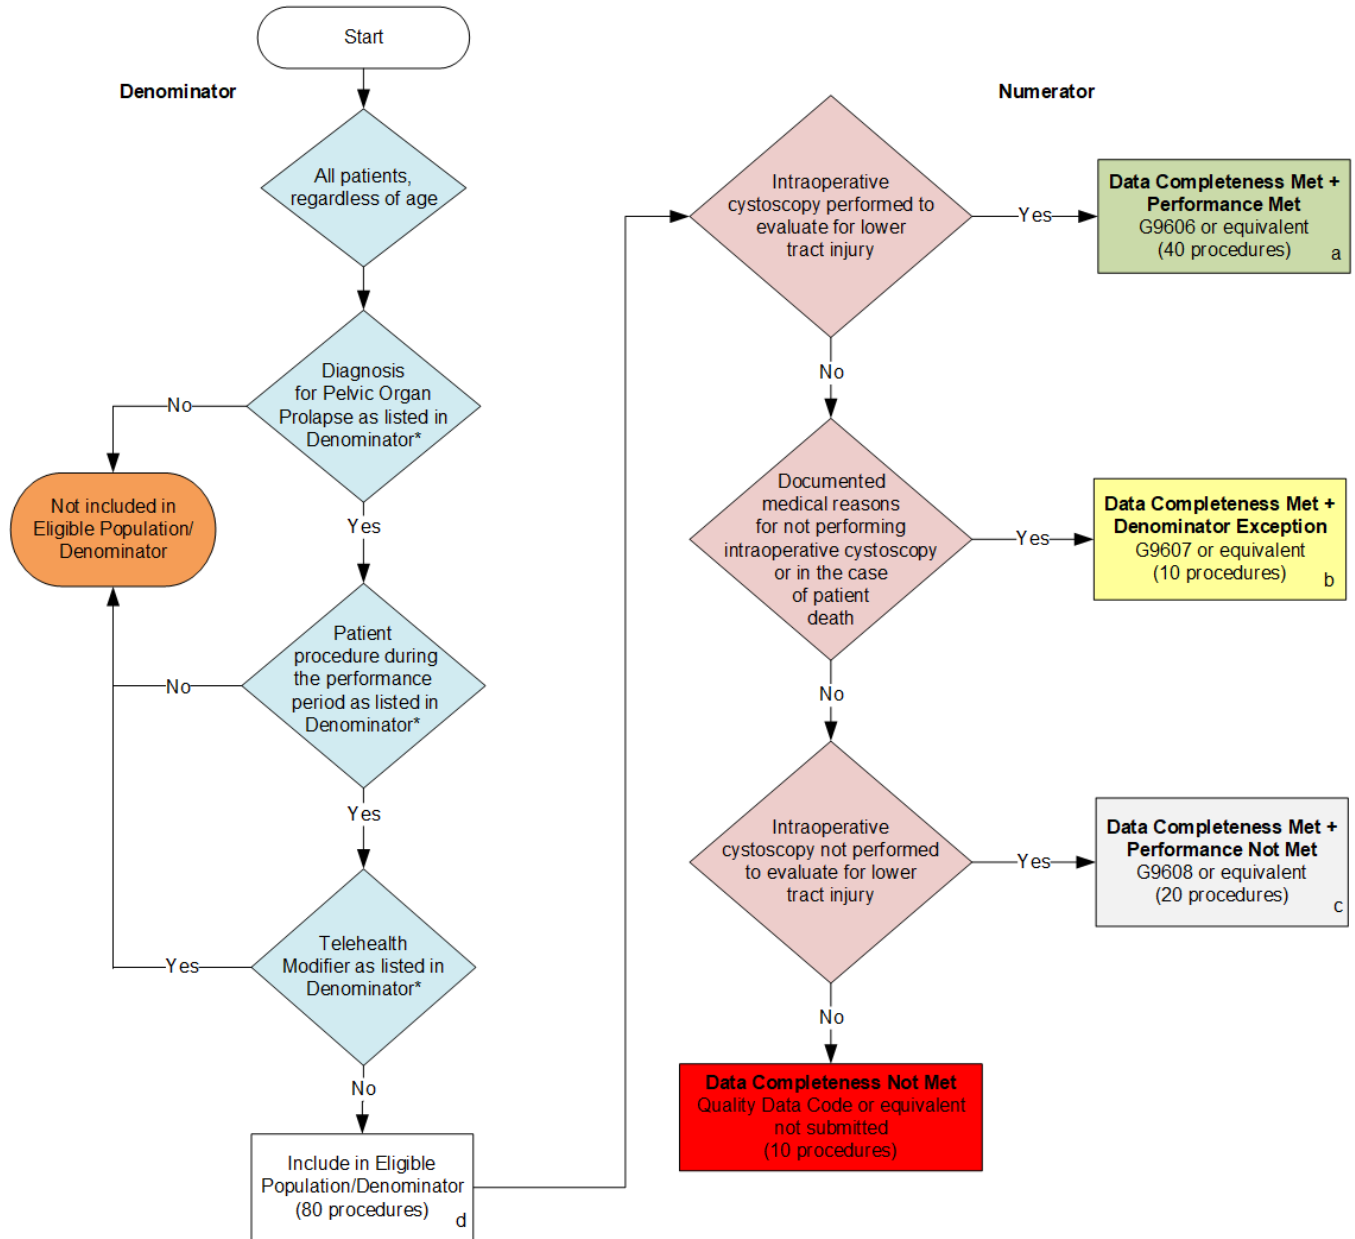 Start
Denominator
All patients,
regardless of age
Diagnosis
for Pelvic Organ
Prolapse as listed in
Denominator*
No
Not included in
Eligible Population/
Denominator
Yes
Patient
procedure during
the performance
period as listed in
Denominator*
No
Yes
Telehealth
Modifier as listed in
Denominator*
Yes
No
Include in Eligible
Population/Denominator
(80 procedures)
d
Numerator
Intraoperative
cystoscopy performed to
evaluate for lower
tract injury
Yes
Data Completeness Met +
Performance Met
G9606 or equivalent
(40 procedures)
a
No
Documented
medical reasons
for not performing
intraoperative cystoscopy
or in the case
of patient
death
Yes
Data Completeness Met +
Denominator Exception
G9607 or equivalent
(10 procedures)
b
No
Intraoperative
cystoscopy not performed
to evaluate for lower
tract injury
Yes
Data Completeness Met +
Performance Not Met
G9608 or equivalent
(20 procedures)
c
No
Data Completeness Not Met
Quality Data Code or equivalent
not submitted
(10 procedures)